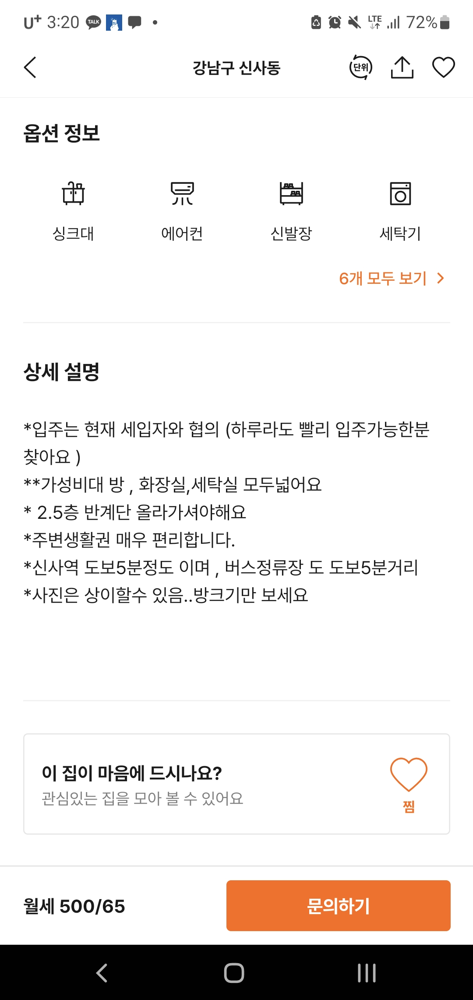 U+ 3:20 TALK LTE 72%
강남구 신사동 단위
옵션 정보
싱크대 에어컨 신발장 세탁기
6개 모두 보기
상세 설명
*입주는 현재 세입자와 협의 (하루라도 빨리 입주가능한분
찾아요 )
**가성비대 방 , 화장실,세탁실 모두넓어요
* 2.5층 반계단 올라가셔야해요
*주변생활권 매우 편리합니다.
*신사역 도보5분정도 이며 , 버스정류장 도 도보5분거리
*사진은 상이할수 있음..방크기만 보세요
이 집이 마음에 드시나요?
관심있는 집을 모아 볼 수 있어요
찜
월세 500/65 문의하기